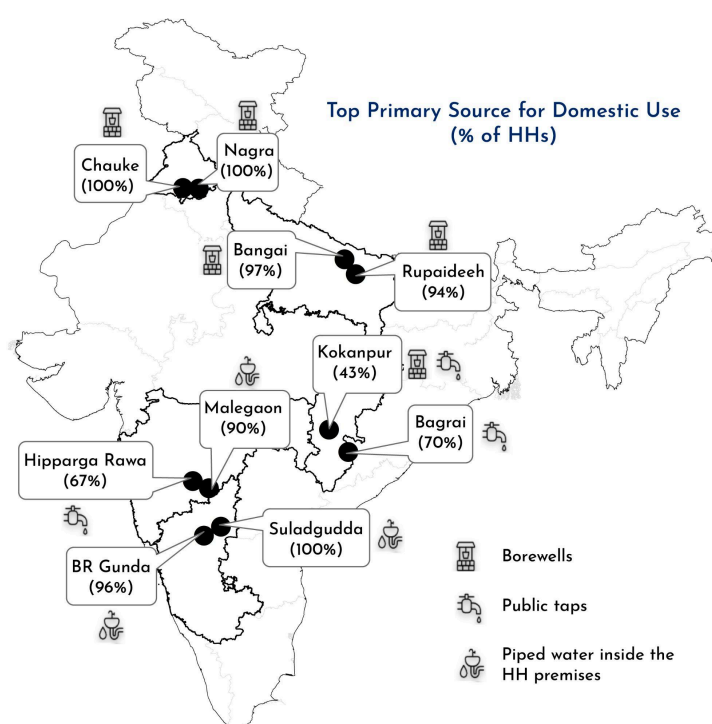 Top Primary Source for Domestic Use
(% of HHs)
Nagra
(100%)
Chauke
(100%)
Bangai
(97%)
Rupaideeh
(94%)
Kokanpur
(43%)
Malegaon
(90%)
Bagrai
(70%)
Hipparga Rawa
(67%)
Suladgudda
(100%)
BR Gunda
(96%)
Borewells
Public taps
Piped water inside the
HH premises